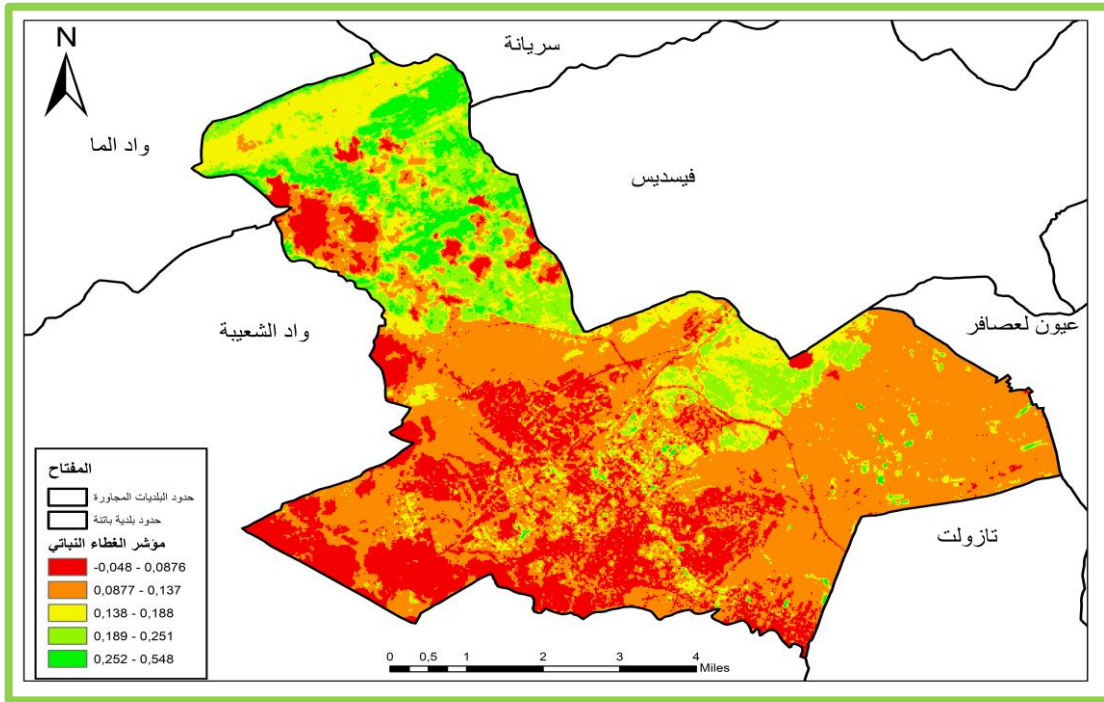 N
سريانة
واد الما
فيسديس
واد الشعيبة
عيون لعصافر
تازولت
المفتاح
حدود البلديات المجاورة
حدود بلدية باتنة
مؤشر الغطاء النباتي
-0,048 - 0,0876
0,0877 - 0,137
0,138 - 0,188
0,189 - 0,251
0,252 - 0,548
0 0,5 1 2 3 4
Miles